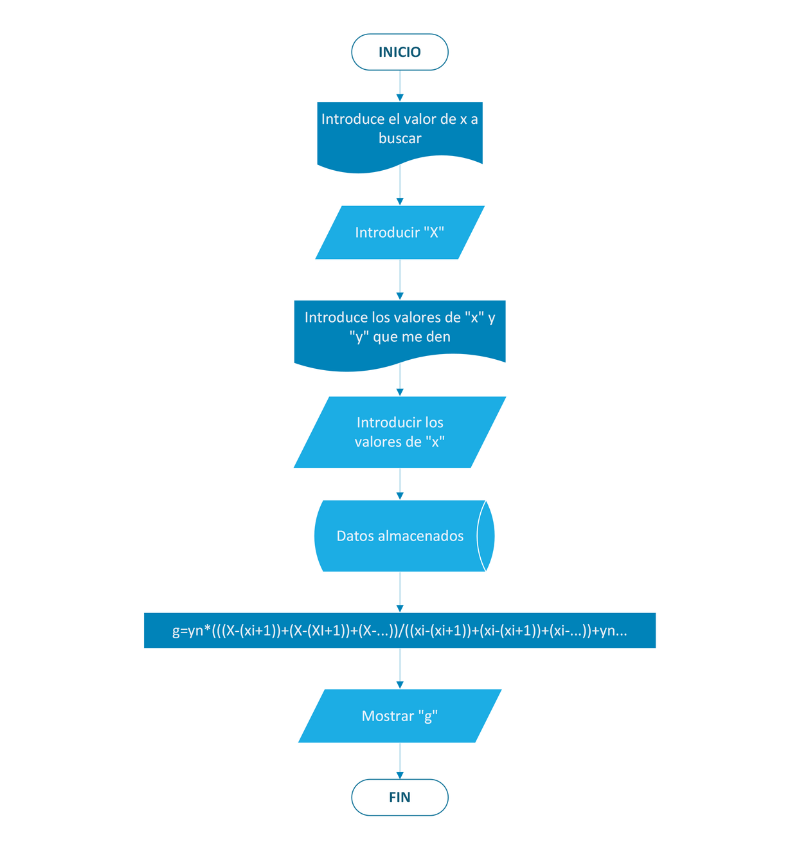 INICIO
Introduce el valor de x a
buscar
Introducir "X"
Introduce los valores de "x" y
"y" que me den
Introducir los
valores de "x"
Datos almacenados
g=yn*(((X-(xi+1))+(X-(XI+1))+(X-...))/((xi-(xi+1))+(xi-(xi+1))+(xi-...))+yn...
Mostrar "g"
FIN